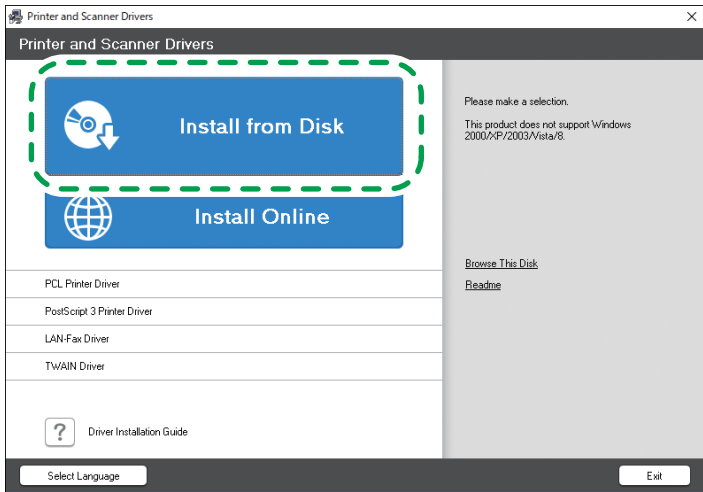 Printer and Scanner Drivers
Printer and Scanner Drivers
Install from Disk
Install Online
PCL Printer Driver
PostScript 3 Printer Driver
LAN-Fax Driver
TWAIN Driver
? Driver Installation Guide
Please make a selection.
This product does not support Windows
2000/XP/2003/Vista/8.
Browse This Disk
Readme
Select Language
Exit